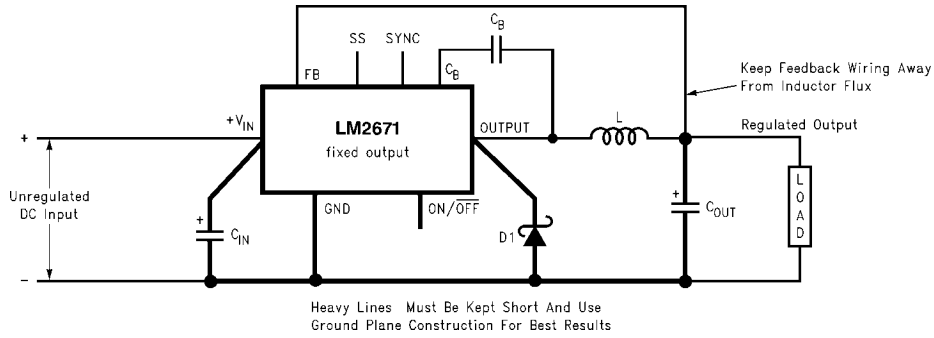 C_B
SS
SYNC
FB
C_B
Keep Feedback Wiring Away
From Inductor Flux
+V_IN
LM2671
fixed output
OUTPUT
L
Regulated Output
+
Unregulated
DC Input
−
+
C_IN
GND
ON/O̅F̅F̅
D1
+
C_OUT
LOAD
Heavy Lines Must Be Kept Short And Use
Ground Plane Construction For Best Results